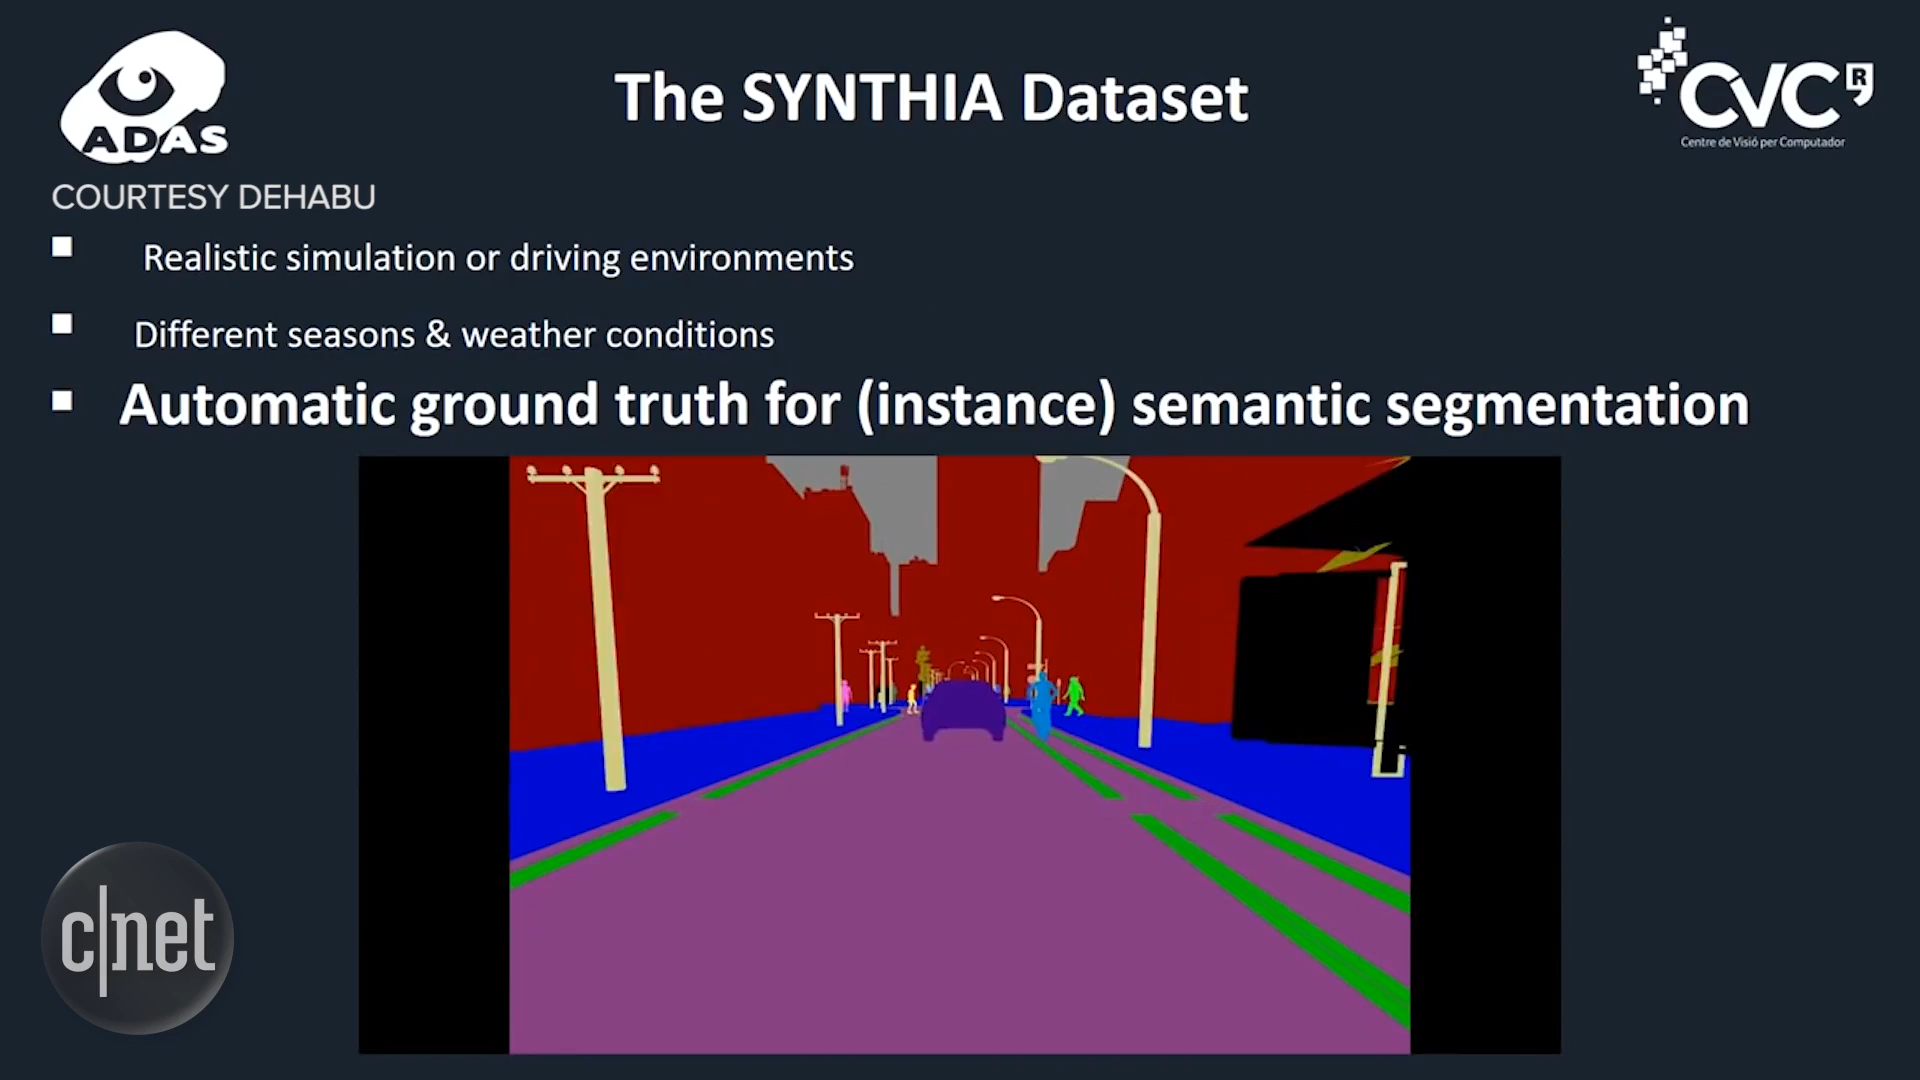 ADAS
The SYNTHIA Dataset
CVC R
Centre de Visió per Computador
COURTESY DEHABU
Realistic simulation or driving environments
Different seasons & weather conditions
Automatic ground truth for (instance) semantic segmentation
c|net